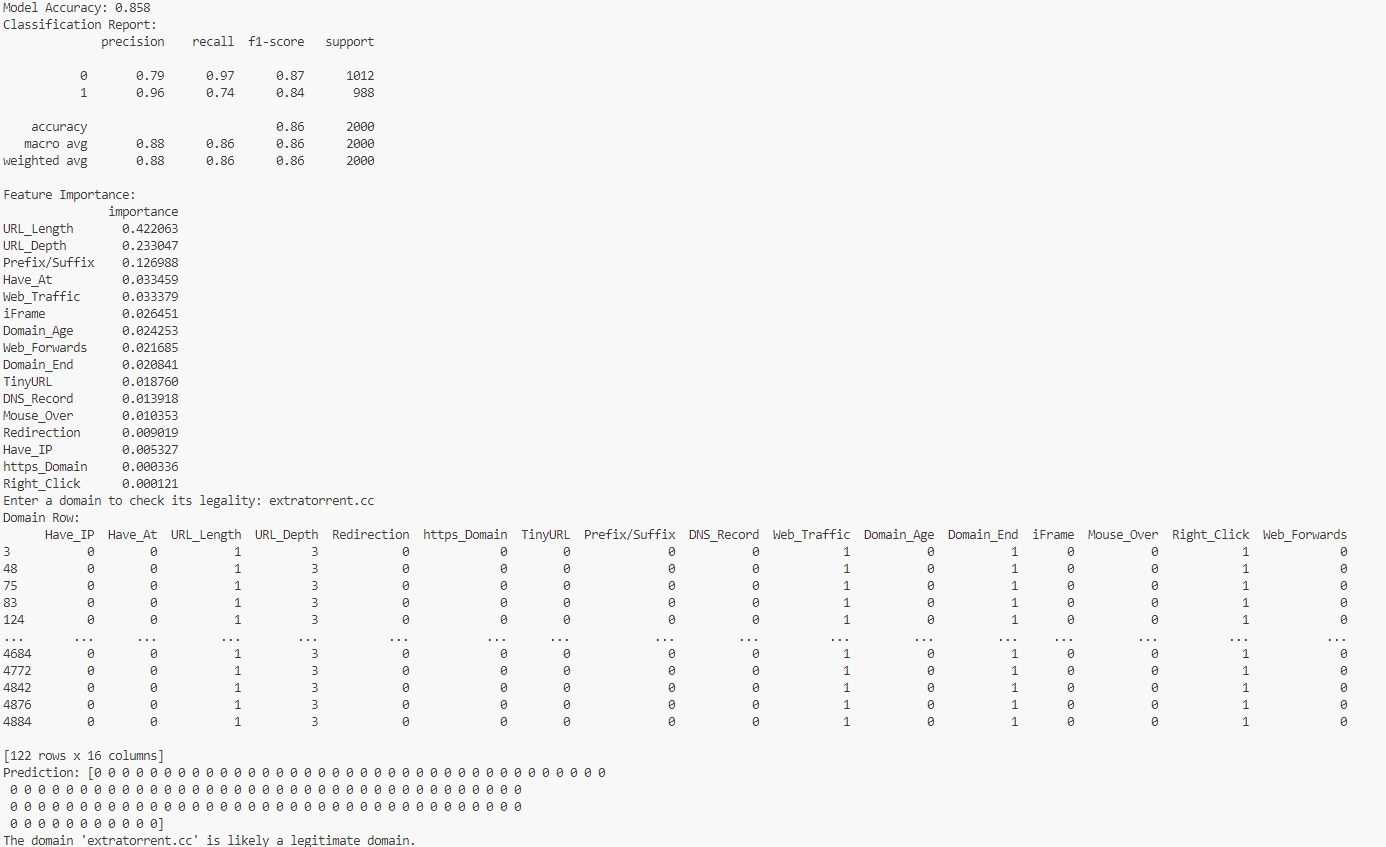 Model Accuracy: 0.858
Classification Report:
precision recall f1-score support
0 0.79 0.97 0.87 1012
1 0.96 0.74 0.84 988
accuracy 0.86 2000
macro avg 0.88 0.86 0.86 2000
weighted avg 0.88 0.86 0.86 2000
Feature Importance:
importance
URL_Length 0.422063
URL_Depth 0.233047
Prefix/Suffix 0.126988
Have_At 0.033459
Web_Traffic 0.033379
iFrame 0.026451
Domain_Age 0.024253
Web_Forwards 0.021685
Domain_End 0.020841
TinyURL 0.018760
DNS_Record 0.013918
Mouse_Over 0.010353
Redirection 0.009019
Have_IP 0.005327
https_Domain 0.000336
Right_Click 0.000121
Enter a domain to check its legality: extratorrent.cc
Domain Row:
Have_IP Have_At URL_Length URL_Depth Redirection https_Domain TinyURL Prefix/Suffix DNS_Record Web_Traffic Domain_Age Domain_End iFrame Mouse_Over Right_Click Web_Forwards
3 0 0 1 3 0 0 0 0 0 1 0 1 0 0 1 0
48 0 0 1 3 0 0 0 0 0 1 0 1 0 0 1 0
75 0 0 1 3 0 0 0 0 0 1 0 1 0 0 1 0
83 0 0 1 3 0 0 0 0 0 1 0 1 0 0 1 0
124 0 0 1 3 0 0 0 0 0 1 0 1 0 0 1 0
... ... ... ... ... ... ... ... ... ... ... ... ... ... ... ... ...
4684 0 0 1 3 0 0 0 0 0 1 0 1 0 0 1 0
4772 0 0 1 3 0 0 0 0 0 1 0 1 0 0 1 0
4842 0 0 1 3 0 0 0 0 0 1 0 1 0 0 1 0
4876 0 0 1 3 0 0 0 0 0 1 0 1 0 0 1 0
4884 0 0 1 3 0 0 0 0 0 1 0 1 0 0 1 0
[122 rows x 16 columns]
Prediction: [0 0 0 0 0 0 0 0 0 0 0 0 0 0 0 0 0 0 0 0 0 0 0 0 0 0 0 0 0 0 0 0 0 0 0 0 0
0 0 0 0 0 0 0 0 0 0 0 0 0 0 0 0 0 0 0 0 0 0 0 0 0 0 0 0 0 0 0 0 0 0 0 0 0
0 0 0 0 0 0 0 0 0 0 0 0 0 0 0 0 0 0 0 0 0 0 0 0 0 0 0 0 0 0 0 0 0 0 0 0 0
0 0 0 0 0 0 0 0 0 0 0]
The domain 'extratorrent.cc' is likely a legitimate domain.